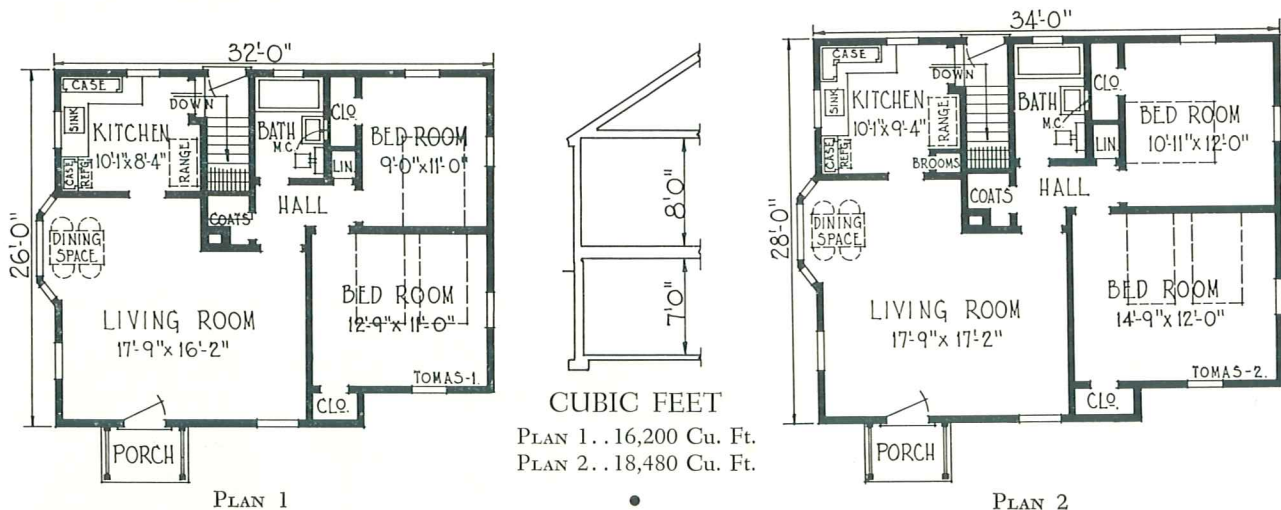 32'-0"
26'-0"
CASE
SINK
KITCHEN
10'-1"x8'-4"
CASE
REFG.
RANGE
DOWN
BATH
M.C.
CLO.
LIN.
BED ROOM
9'-0"x11'-0"
HALL
COATS
DINING
SPACE
LIVING ROOM
17'-9"x16'-2"
BED ROOM
12'-9"x11'-0"
TOMAS-1.
CLO.
PORCH
PLAN 1
8'0"
7'0"
CUBIC FEET
PLAN 1..16,200 Cu. Ft.
PLAN 2..18,480 Cu. Ft.
34'-0"
28'-0"
CASE
SINK
KITCHEN
10'-1"x9'-4"
CASE
REFG.
RANGE
BROOMS
DOWN
BATH
M.C.
CLO.
LIN.
BED ROOM
10'-11"x12'-0"
HALL
COATS
DINING
SPACE
LIVING ROOM
17'-9"x17'-2"
BED ROOM
14'-9"x12'-0"
TOMAS-2.
CLO.
PORCH
PLAN 2